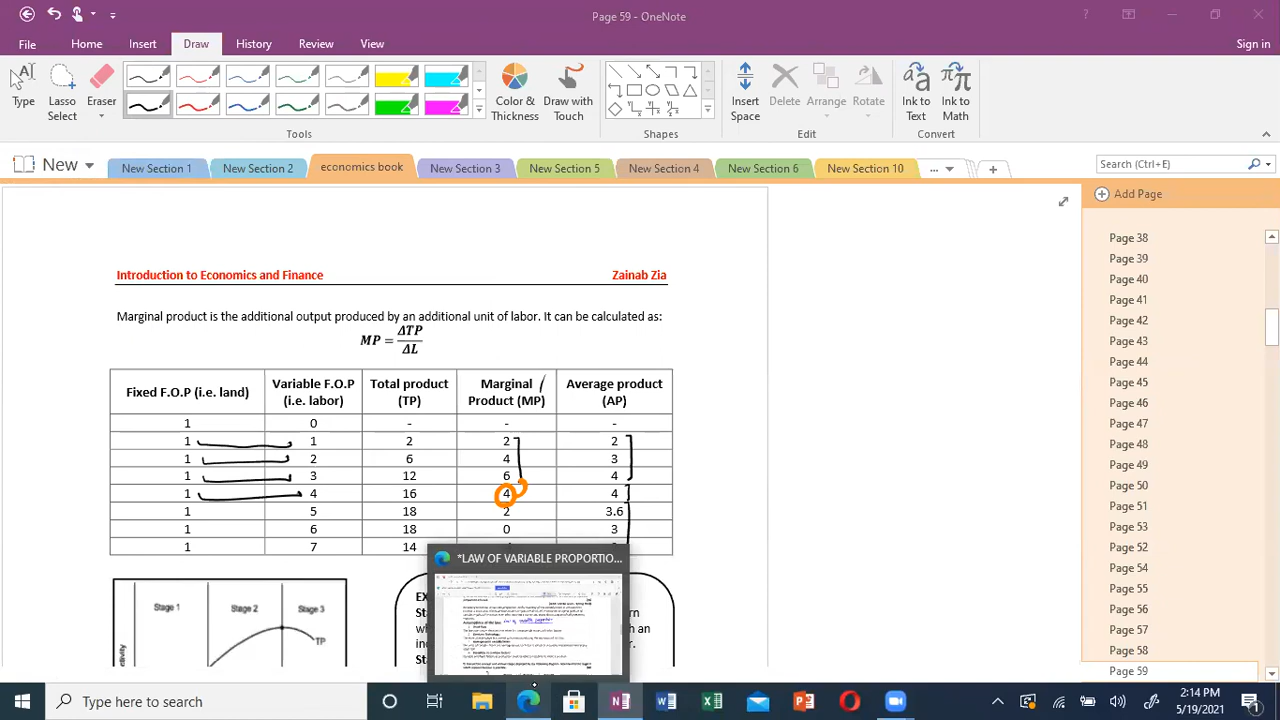 Page 59 - OneNote
File Home Insert Draw History Review View Sign in
Type Lasso Select Eraser Color & Thickness Draw with Touch Insert Space Delete Arrange Rotate Ink to Text Ink to Math
Tools Shapes Edit Convert
New New Section 1 New Section 2 economics book New Section 3 New Section 5 New Section 4 New Section 6 New Section 10 ... Search (Ctrl+E)
Add Page
Page 38
Page 39
Page 40
Page 41
Page 42
Page 43
Page 44
Page 45
Page 46
Page 47
Page 48
Page 49
Page 50
Page 51
Page 52
Page 54
Page 55
Page 56
Page 57
Page 58
Page 59
Introduction to Economics and Finance Zainab Zia
Marginal product is the additional output produced by an additional unit of labor. It can be calculated as:
MP = ΔTP
ΔL
Fixed F.O.P (i.e. land) Variable F.O.P (i.e. labor) Total product (TP) Marginal Product (MP) Average product (AP)
1 0 - - -
1 1 2 2 2
1 2 6 4 3
1 3 12 6 4
1 4 16 4 4
1 5 18 2 3.6
1 6 18 0 3
1 7 14
*LAW OF VARIABLE PROPORTIO...
Stage 1 Stage 2 Stage 3
TP
Type here to search
2:14 PM
5/19/2021